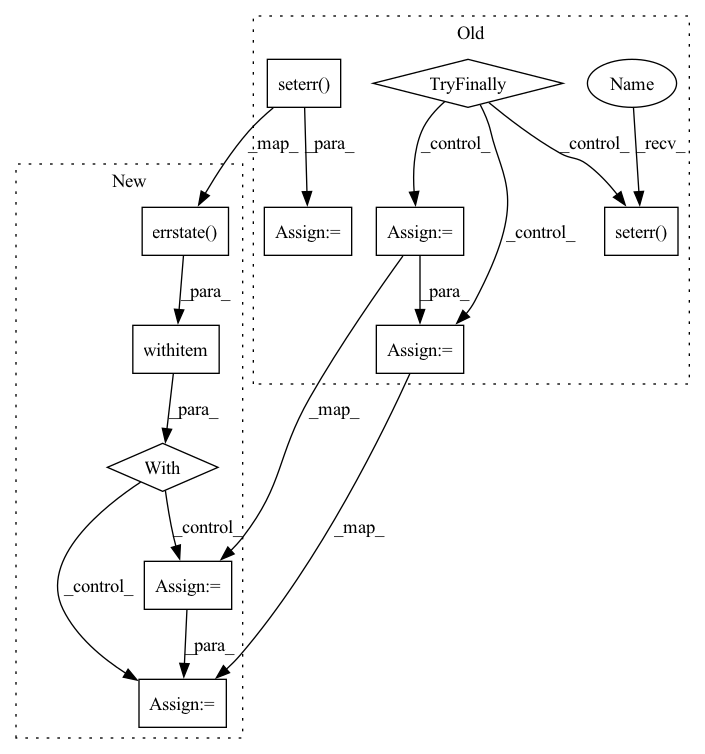 Old
seterr()
TryFinally
Name
_map_
_para_
_control_
_control_
_recv_
New
errstate()
Assign:=
Assign:=
seterr()
_control_
_para_
_para_
withitem
Assign:=
_para_
_map_
With
_map_
_control_
_control_
Assign:=
_para_
Assign:=